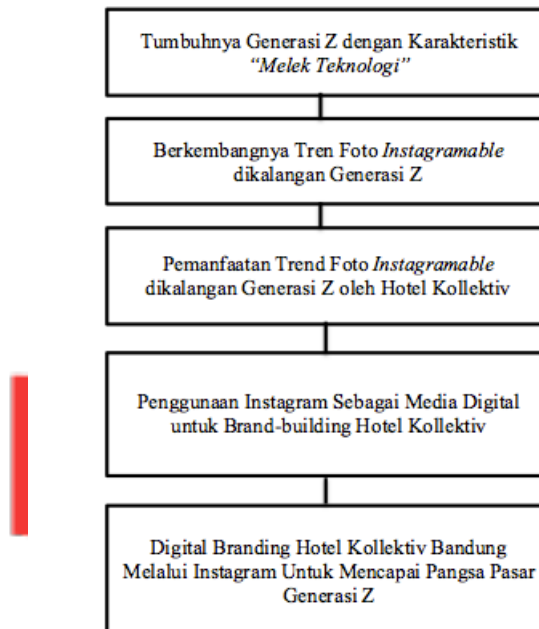 Tumbuhnya Generasi Z dengan Karakteristik
“Melek Teknologi”
Berkembangnya Tren Foto Instagramable
dikalangan Generasi Z
Pemanfaatan Trend Foto Instagramable
dikalangan Generasi Z oleh Hotel Kollektiv
Penggunaan Instagram Sebagai Media Digital
untuk Brand-building Hotel Kollektiv
Digital Branding Hotel Kollektiv Bandung
Melalui Instagram Untuk Mencapai Pangsa Pasar
Generasi Z